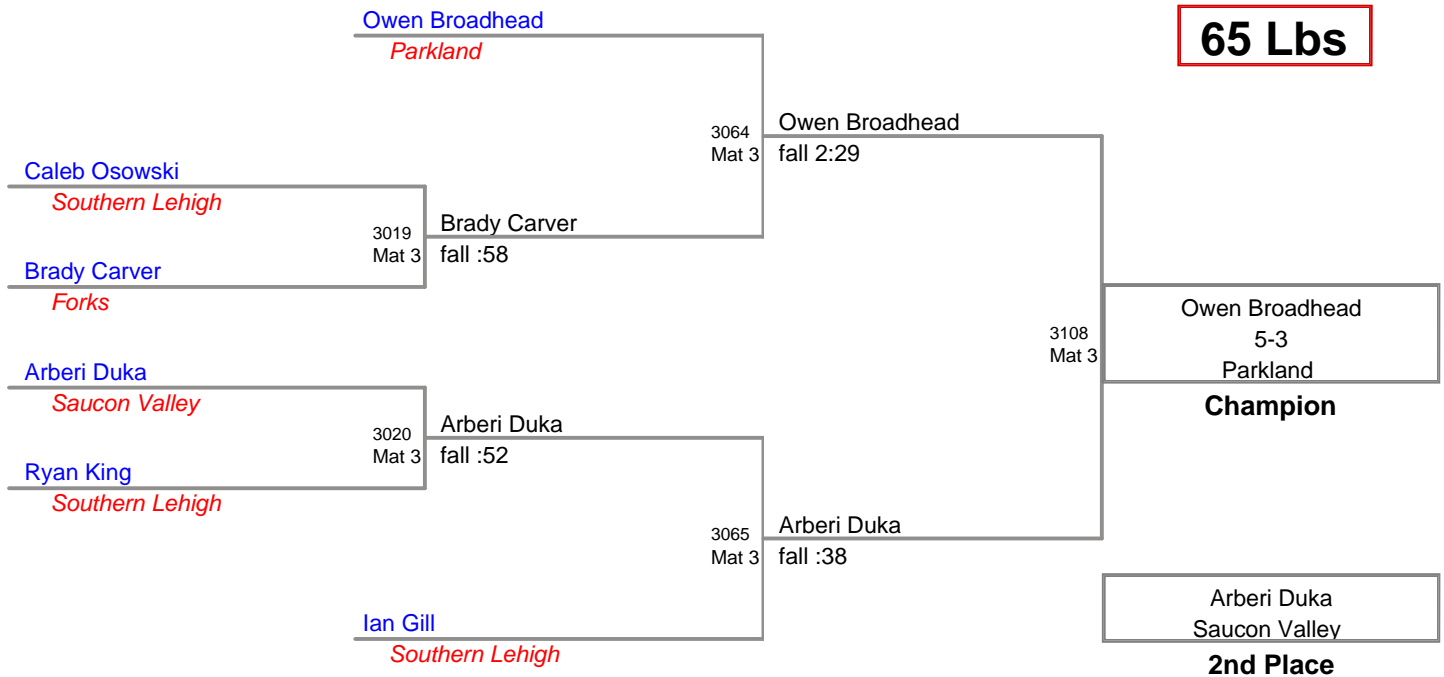 Owen Broadhead
Parkland
65 Lbs
3064
Mat 3
Owen Broadhead
fall 2:29
Caleb Osowski
Southern Lehigh
3019
Mat 3
Brady Carver
fall :58
Brady Carver
Forks
3108
Mat 3
Owen Broadhead
5-3
Parkland
Champion
Arberi Duka
Saucon Valley
3020
Mat 3
Arberi Duka
fall :52
Ryan King
Southern Lehigh
3065
Mat 3
Arberi Duka
fall :38
Ian Gill
Southern Lehigh
Arberi Duka
Saucon Valley
2nd Place